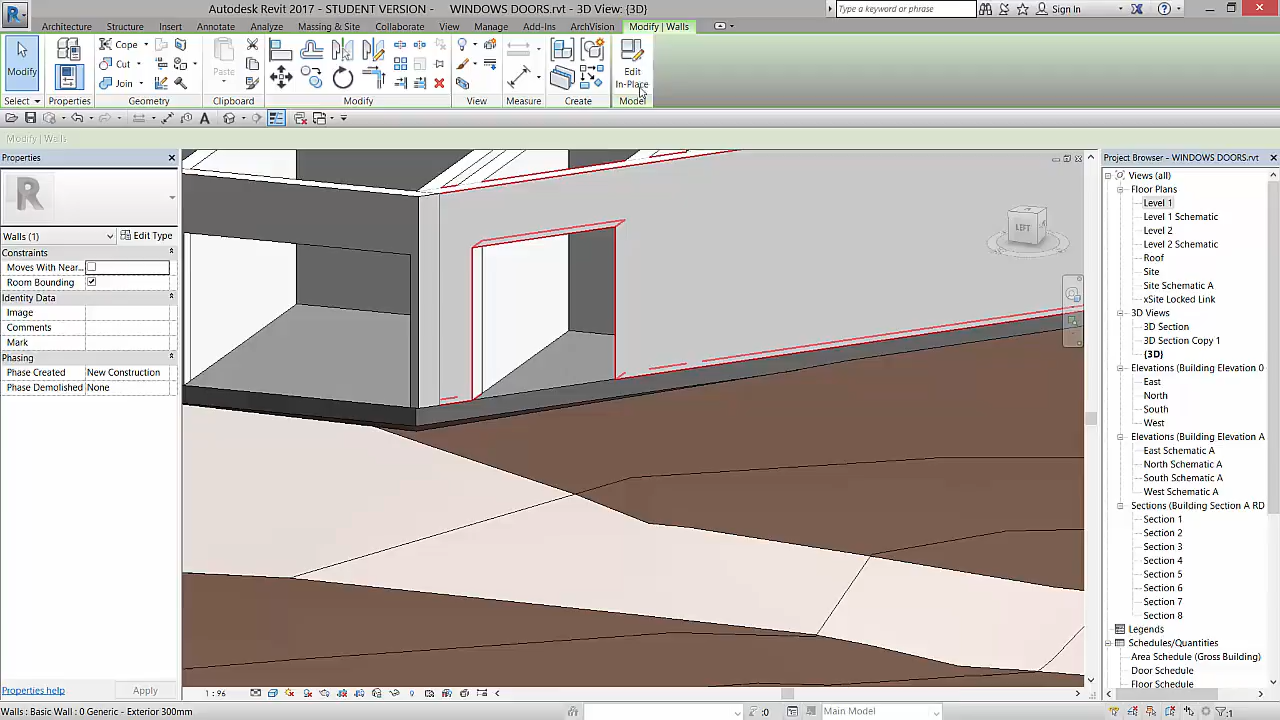 Autodesk Revit 2017 - STUDENT VERSION - WINDOWS DOORS.rvt - 3D View: {3D}
Type a keyword or phrase
Sign In
Architecture Structure Insert Annotate Analyze Massing & Site Collaborate View Manage Add-Ins ArchVision Modify | Walls
Modify
Properties
Cope
Cut
Join
Paste
Edit
In-Place
Select
Properties
Geometry
Clipboard
Modify
View
Measure
Create
Model
Modify | Walls
Properties
Walls (1)
Edit Type
Constraints
Moves With Near...
Room Bounding
Identity Data
Image
Comments
Mark
Phasing
Phase Created New Construction
Phase Demolished None
Properties help
Apply
LEFT
Project Browser - WINDOWS DOORS.rvt
Views (all)
Floor Plans
Level 1
Level 1 Schematic
Level 2
Level 2 Schematic
Roof
Site
Site Schematic A
xSite Locked Link
3D Views
3D Section
3D Section Copy 1
{3D}
Elevations (Building Elevation 0
East
North
South
West
Elevations (Building Elevation A
East Schematic A
North Schematic A
South Schematic A
West Schematic A
Sections (Building Section A RD
Section 1
Section 2
Section 3
Section 4
Section 5
Section 6
Section 7
Section 8
Legends
Schedules/Quantities
Area Schedule (Gross Building)
Door Schedule
Floor Schedule
1 : 96
Walls : Basic Wall : 0 Generic - Exterior 300mm
:0
Main Model
:1